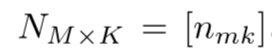 N_{M×K} = [n_{mk}].